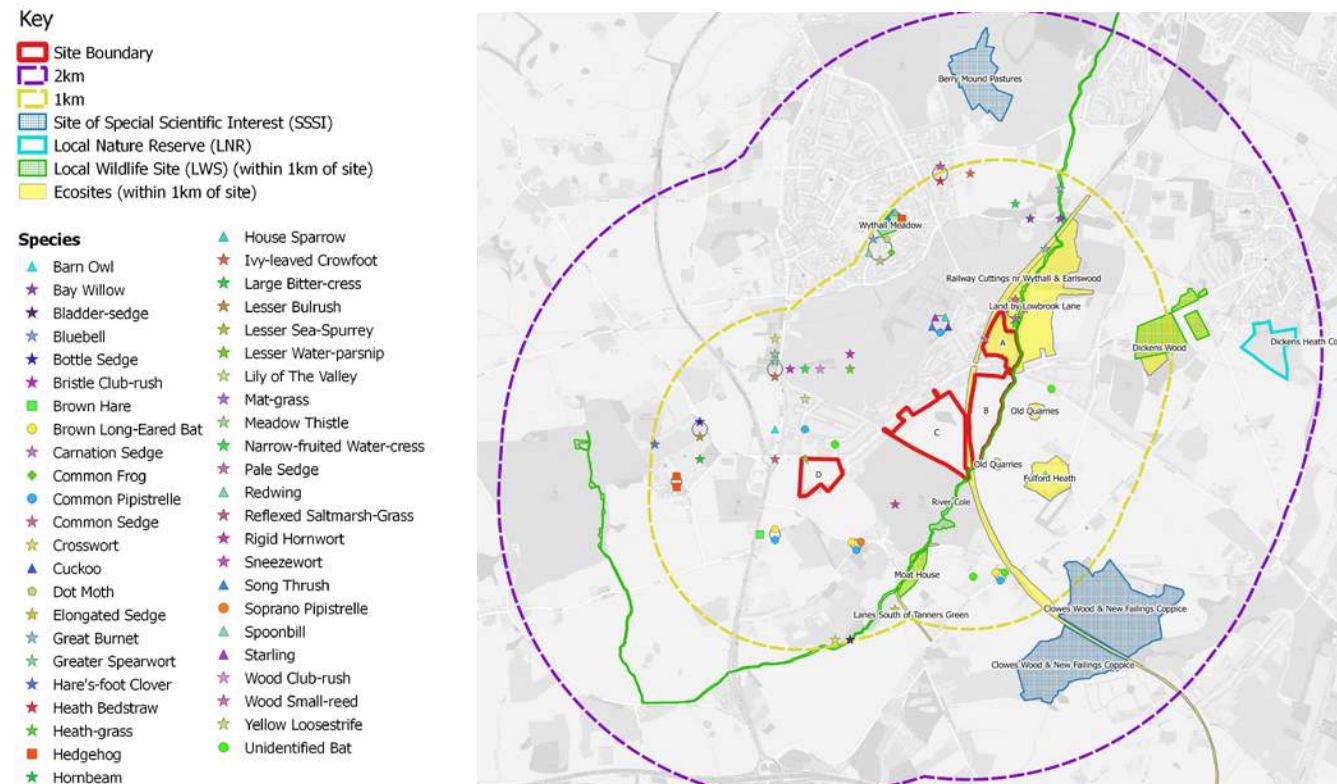 Key
Site Boundary
2km
1km
Site of Special Scientific Interest (SSSI)
Local Nature Reserve (LNR)
Local Wildlife Site (LWS) (within 1km of site)
Ecosites (within 1km of site)
Species
Barn Owl
Bay Willow
Bladder-sedge
Bluebell
Bottle Sedge
Bristle Club-rush
Brown Hare
Brown Long-Eared Bat
Carnation Sedge
Common Frog
Common Pipistrelle
Common Sedge
Crosswort
Cuckoo
Dot Moth
Elongated Sedge
Great Burnet
Greater Spearwort
Hare's-foot Clover
Heath Bedstraw
Heath-grass
Hedgehog
Hornbeam
House Sparrow
Ivy-leaved Crowfoot
Large Bitter-cress
Lesser Bulrush
Lesser Sea-Spurrey
Lesser Water-parsnip
Lily of The Valley
Mat-grass
Meadow Thistle
Narrow-fruited Water-cress
Pale Sedge
Redwing
Reflexed Saltmarsh-Grass
Rigid Hornwort
Sneezewort
Song Thrush
Soprano Pipistrelle
Spoonbill
Starling
Wood Club-rush
Wood Small-reed
Yellow Loosestrife
Unidentified Bat
Berry Mound Pastures
Wythall Meadow
Railway Cuttings nr Wythall & Earlswood
Land by Lowbrook Lane
A
Dickens Wood
Dickens Heath Co
B
Old Quarries
C
Old Quarries
D
Fulford Heath
River Cole
Moat House
Lanes South of Tanners Green
Clowes Wood & New Fallings Coppice
Clowes Wood & New Fallings Coppice